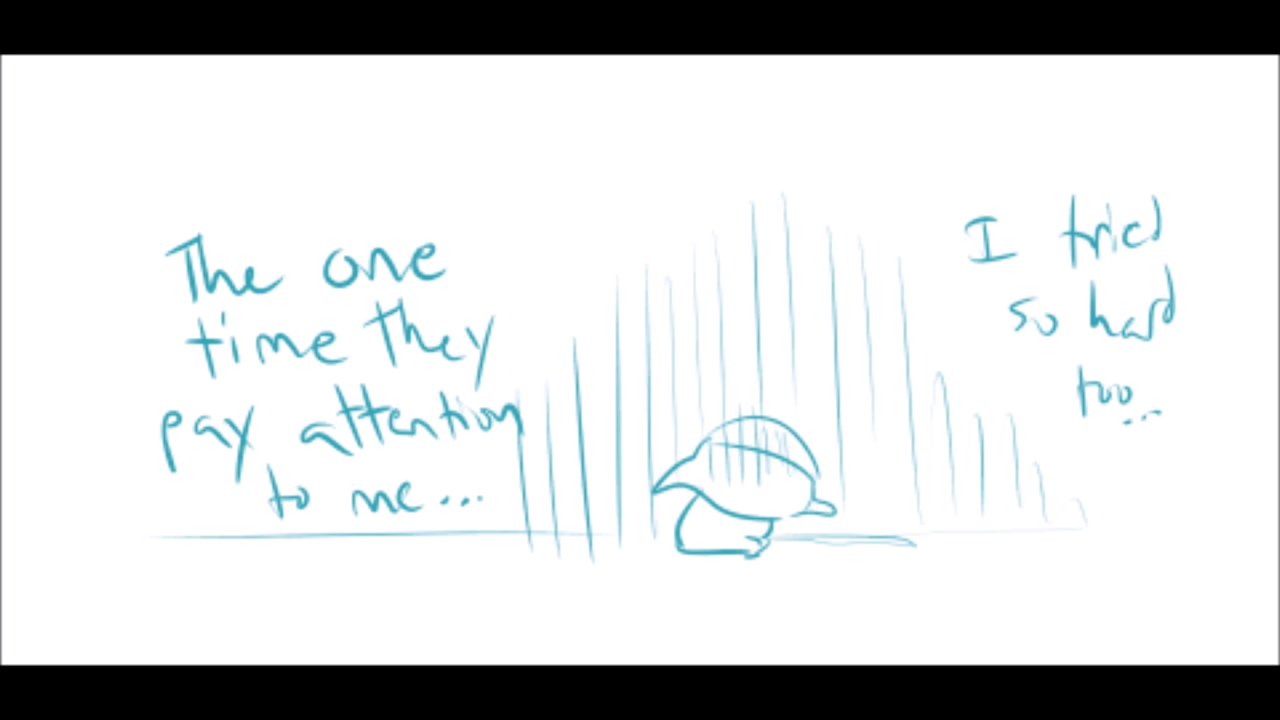 The one
time they
pay attention
to me...
I tried
so hard
too...